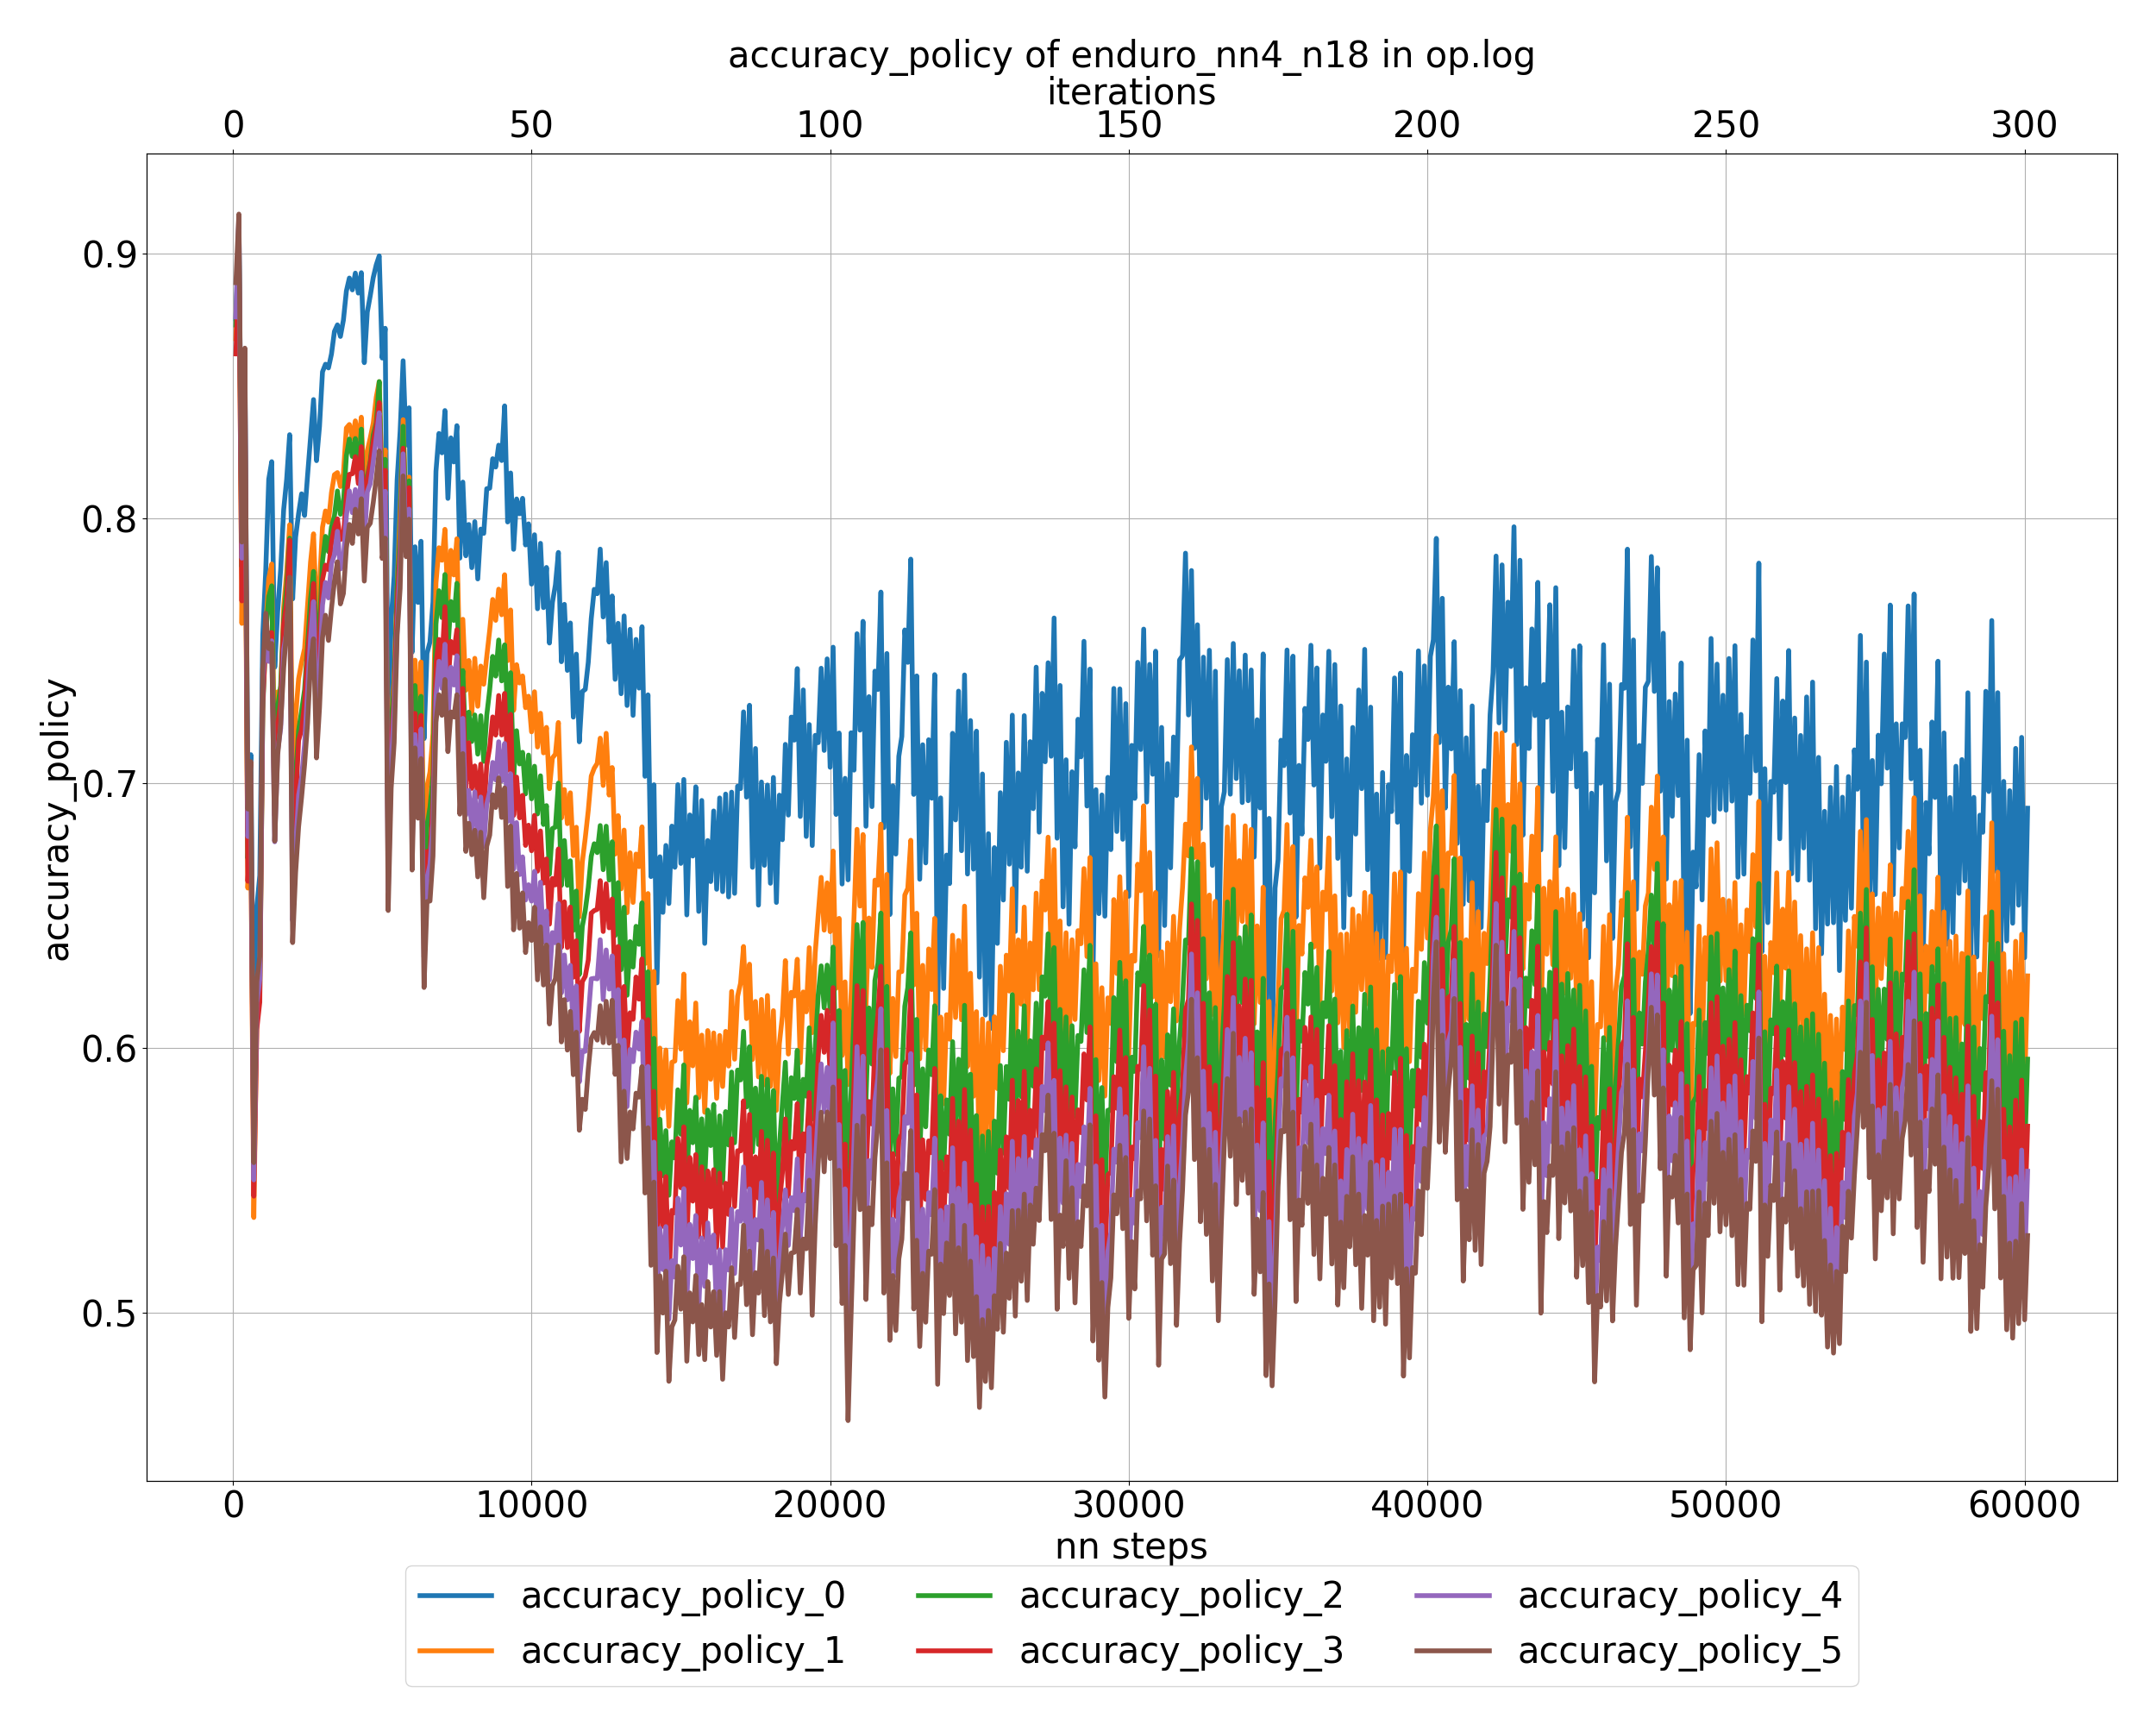 accuracy_policy of enduro_nn4_n18 in op.log
iterations
0 50 100 150 200 250 300
0.9
0.8
0.7
0.6
0.5
accuracy_policy
0 10000 20000 30000 40000 50000 60000
nn steps
accuracy_policy_0 accuracy_policy_2 accuracy_policy_4
accuracy_policy_1 accuracy_policy_3 accuracy_policy_5